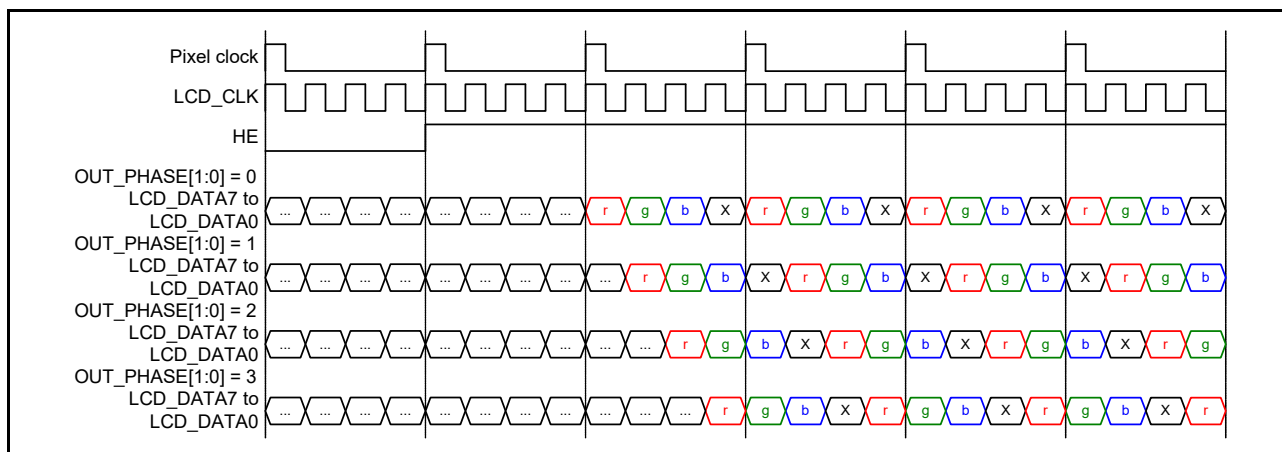 Pixel clock
LCD_CLK
HE
OUT_PHASE[1:0] = 0
LCD_DATA7 to
LCD_DATA0
... ... ... ... ... ... ... ... r g b X r g b X r g b X r g b X
OUT_PHASE[1:0] = 1
LCD_DATA7 to
LCD_DATA0
... ... ... ... ... ... ... ... ... r g b X r g b X r g b X r g b
OUT_PHASE[1:0] = 2
LCD_DATA7 to
LCD_DATA0
... ... ... ... ... ... ... ... ... ... r g b X r g b X r g b X r g
OUT_PHASE[1:0] = 3
LCD_DATA7 to
LCD_DATA0
... ... ... ... ... ... ... ... ... ... ... r g b X r g b X r g b X r